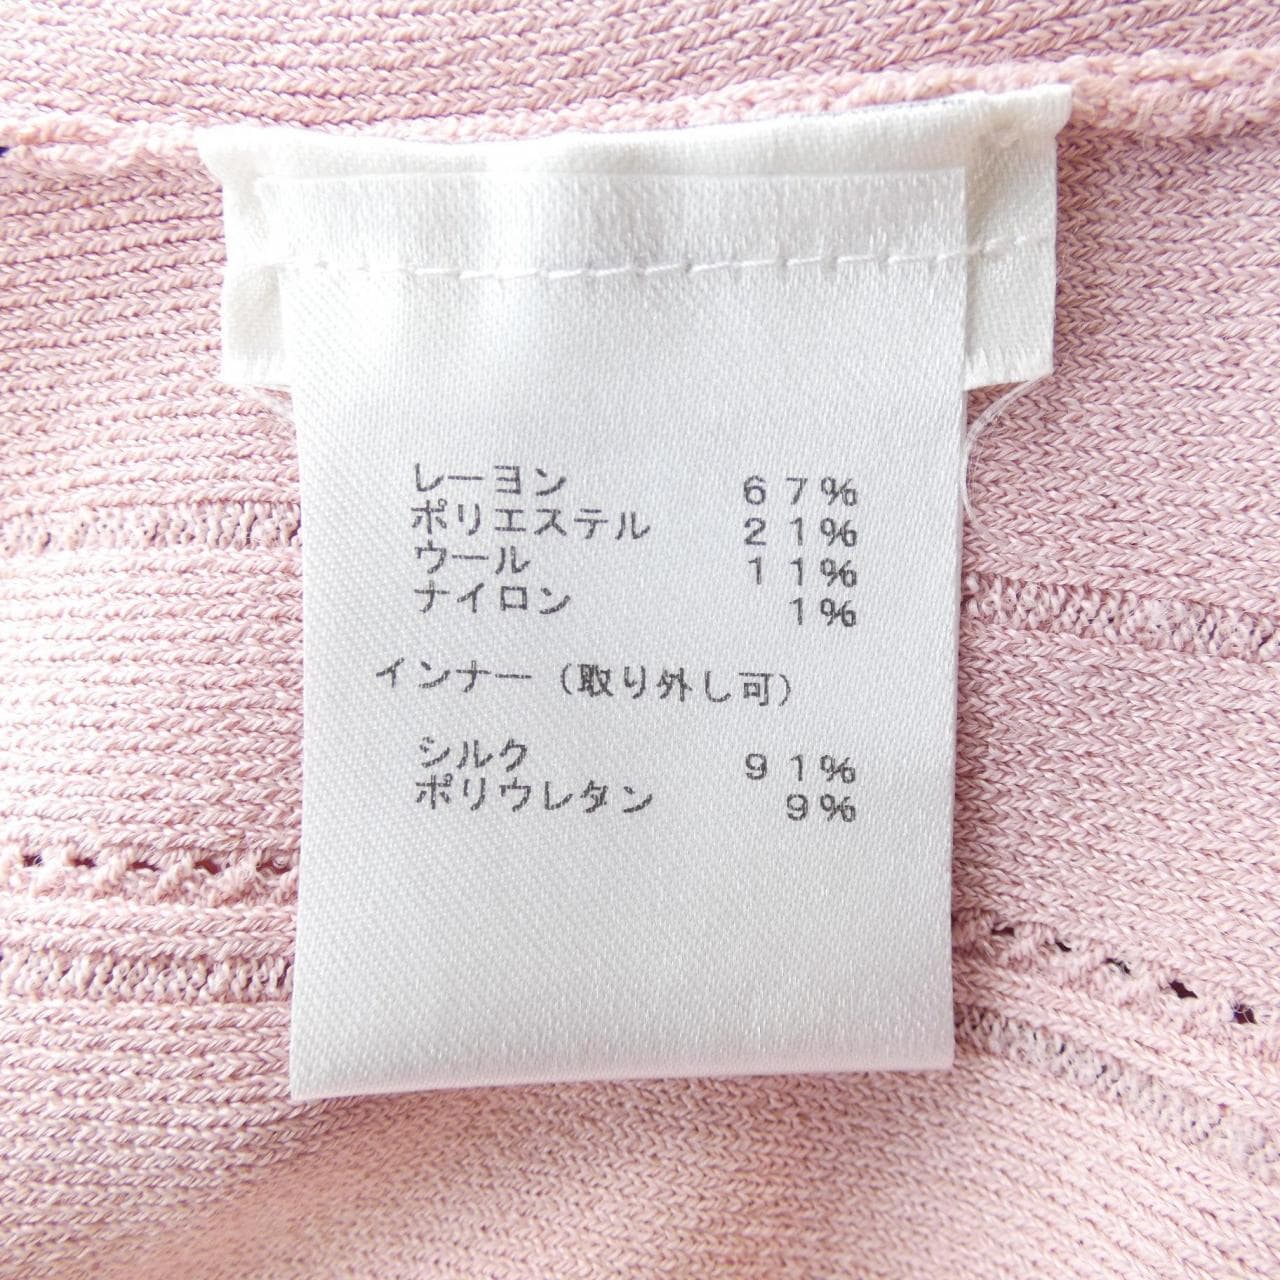 レーヨン 67%
ポリエステル 21%
ウール 11%
ナイロン 1%
インナー（取り外し可）
シルク 91%
ポリウレタン 9%